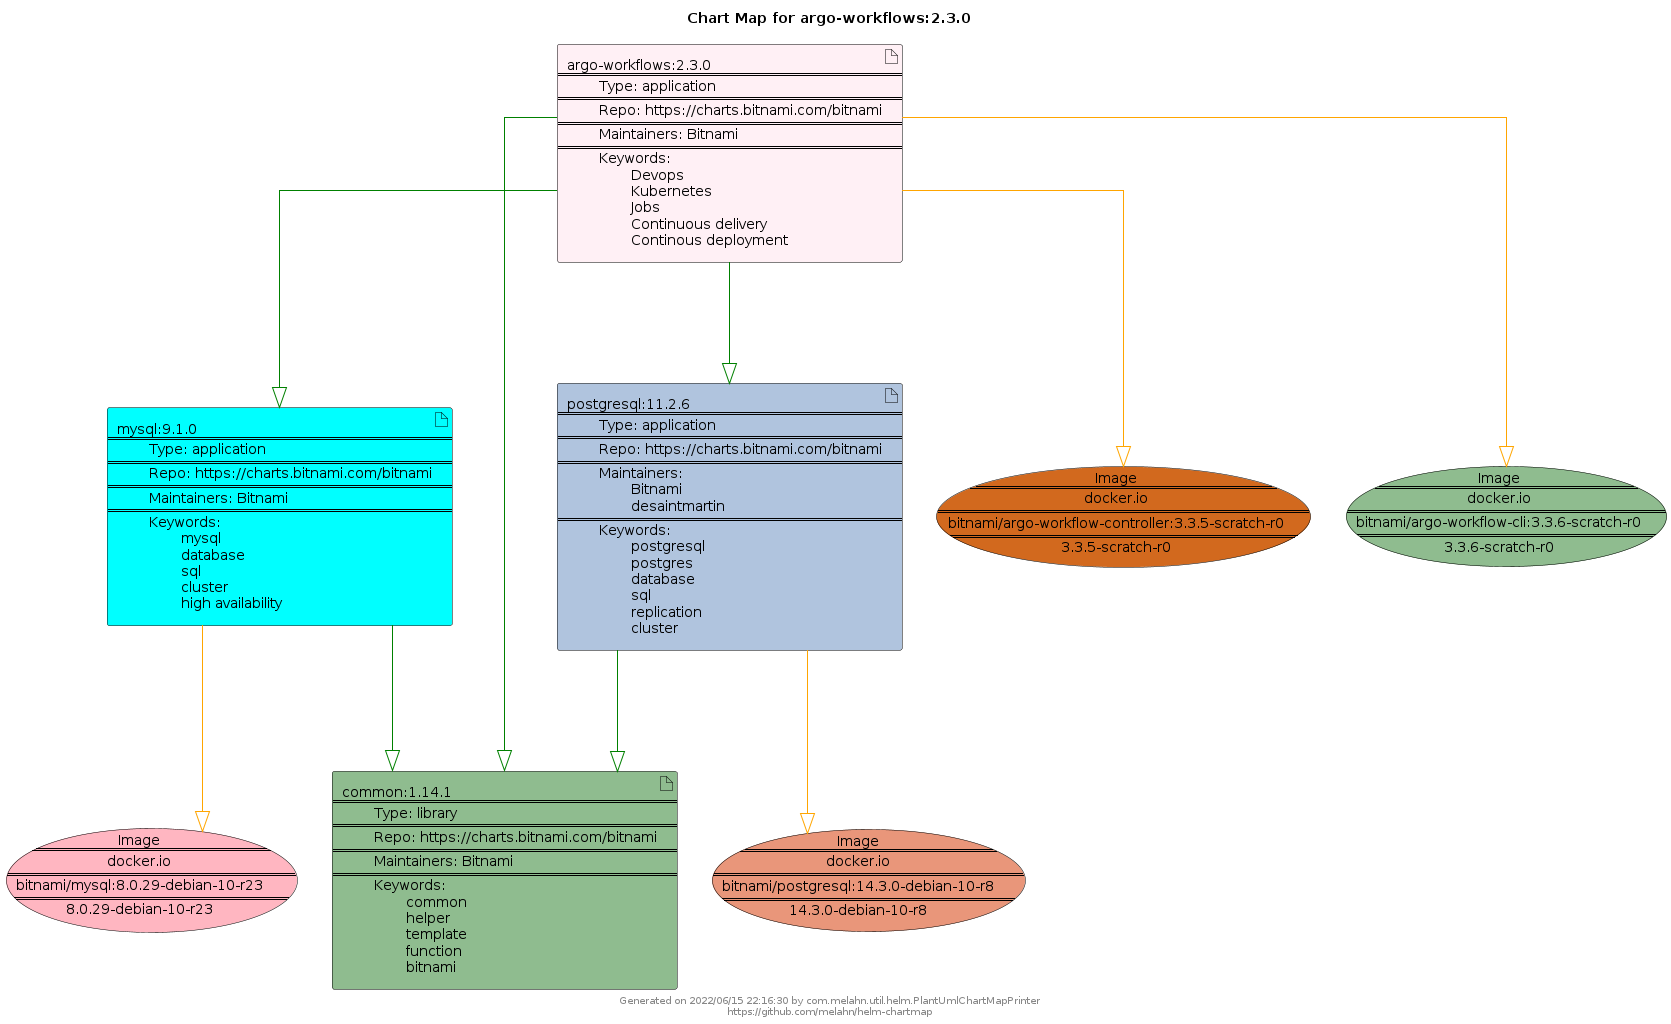 Chart Map for argo-workflows:2.3.0
argo-workflows:2.3.0
Type: application
Repo: https://charts.bitnami.com/bitnami
Maintainers: Bitnami
Keywords:
Devops
Kubernetes
Jobs
Continuous delivery
Continous deployment
mysql:9.1.0
Type: application
Repo: https://charts.bitnami.com/bitnami
Maintainers: Bitnami
Keywords:
mysql
database
sql
cluster
high availability
postgresql:11.2.6
Type: application
Repo: https://charts.bitnami.com/bitnami
Maintainers:
Bitnami
desaintmartin
Keywords:
postgresql
postgres
database
sql
replication
cluster
Image
docker.io
bitnami/argo-workflow-controller:3.3.5-scratch-r0
3.3.5-scratch-r0
Image
docker.io
bitnami/argo-workflow-cli:3.3.6-scratch-r0
3.3.6-scratch-r0
Image
docker.io
bitnami/mysql:8.0.29-debian-10-r23
8.0.29-debian-10-r23
common:1.14.1
Type: library
Repo: https://charts.bitnami.com/bitnami
Maintainers: Bitnami
Keywords:
common
helper
template
function
bitnami
Image
docker.io
bitnami/postgresql:14.3.0-debian-10-r8
14.3.0-debian-10-r8
Generated on 2022/06/15 22:16:30 by com.melahn.util.helm.PlantUmlChartMapPrinter
https://github.com/melahn/helm-chartmap